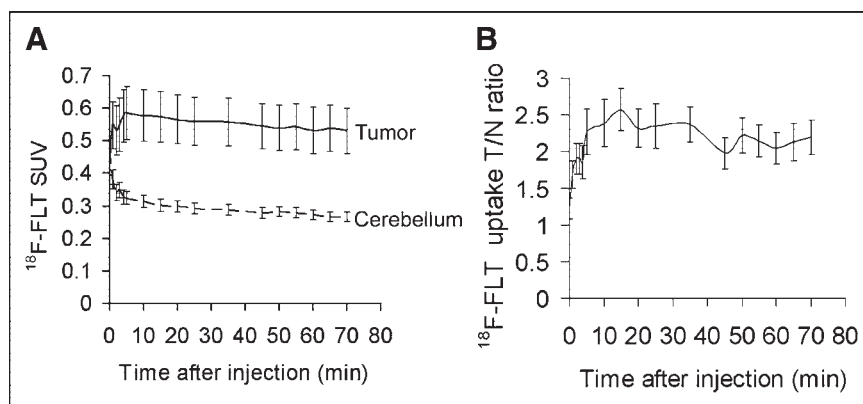 A
0.7
0.6
0.5
0.4
0.3
0.2
0.1
0
¹⁸F-FLT SUV
Tumor
Cerebellum
0 10 20 30 40 50 60 70 80
Time after injection (min)
B
3
2.5
2
1.5
1
0.5
0
¹⁸F-FLT uptake T/N ratio
0 10 20 30 40 50 60 70 80
Time after injection (min)